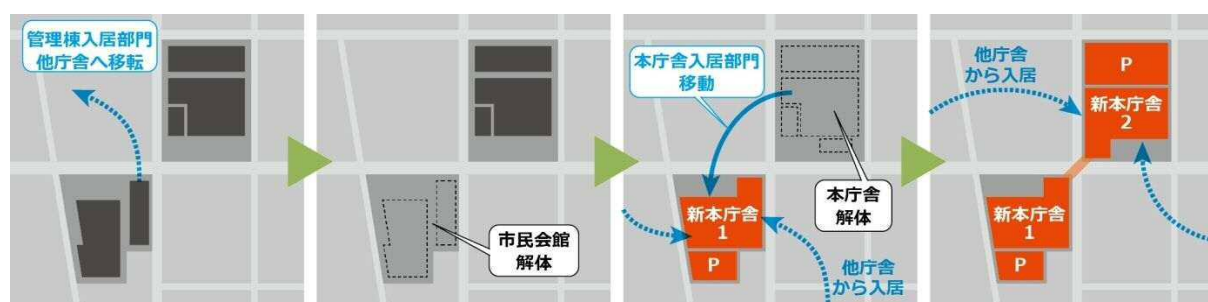 管理棟入居部門
他庁舎へ移転
市民会館
解体
本庁舎入居部門
移動
本庁舎
解体
新本庁舎
1
P
他庁舎
から入居
他庁舎
から入居
P
新本庁舎
2
新本庁舎
1
P